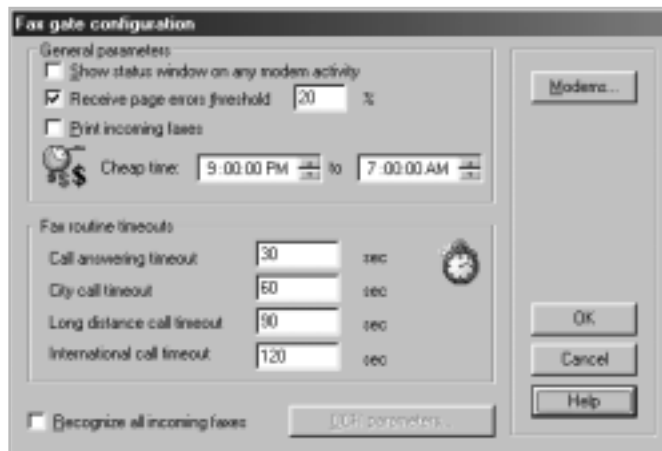 Fax gate configuration
General parameters
Show status window on any modem activity
Receive page errors threshold 20 %
Print incoming faxes
Cheap time: 9:00:00 PM to 7:00:00 AM
Modems...
Fax routine timeouts
Call answering timeout 30 sec
City call timeout 60 sec
Long distance call timeout 90 sec
International call timeout 120 sec
OK
Cancel
Help
Recognize all incoming faxes
OCR parameters...